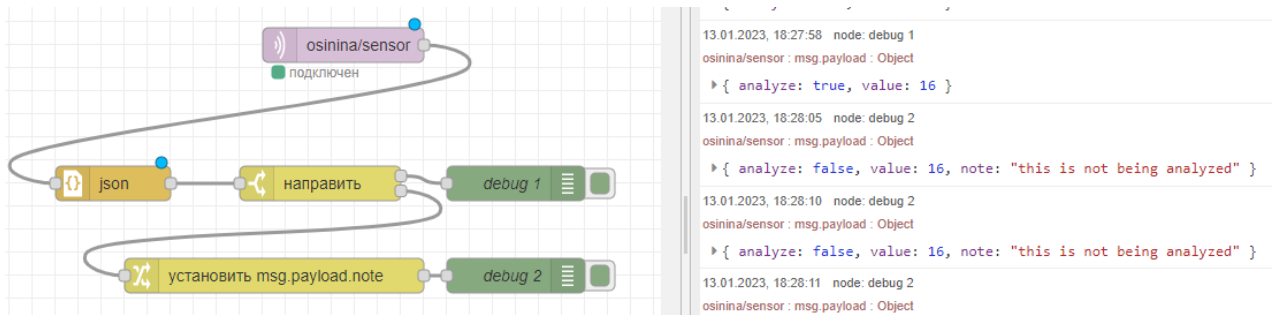 osinina/sensor
подключен
json
направить
debug 1
установить msg.payload.note
debug 2
13.01.2023, 18:27:58 node: debug 1
osinina/sensor : msg.payload : Object
{ analyze: true, value: 16 }
13.01.2023, 18:28:05 node: debug 2
osinina/sensor : msg.payload : Object
{ analyze: false, value: 16, note: "this is not being analyzed" }
13.01.2023, 18:28:10 node: debug 2
osinina/sensor : msg.payload : Object
{ analyze: false, value: 16, note: "this is not being analyzed" }
13.01.2023, 18:28:11 node: debug 2
osinina/sensor : msg.payload : Object